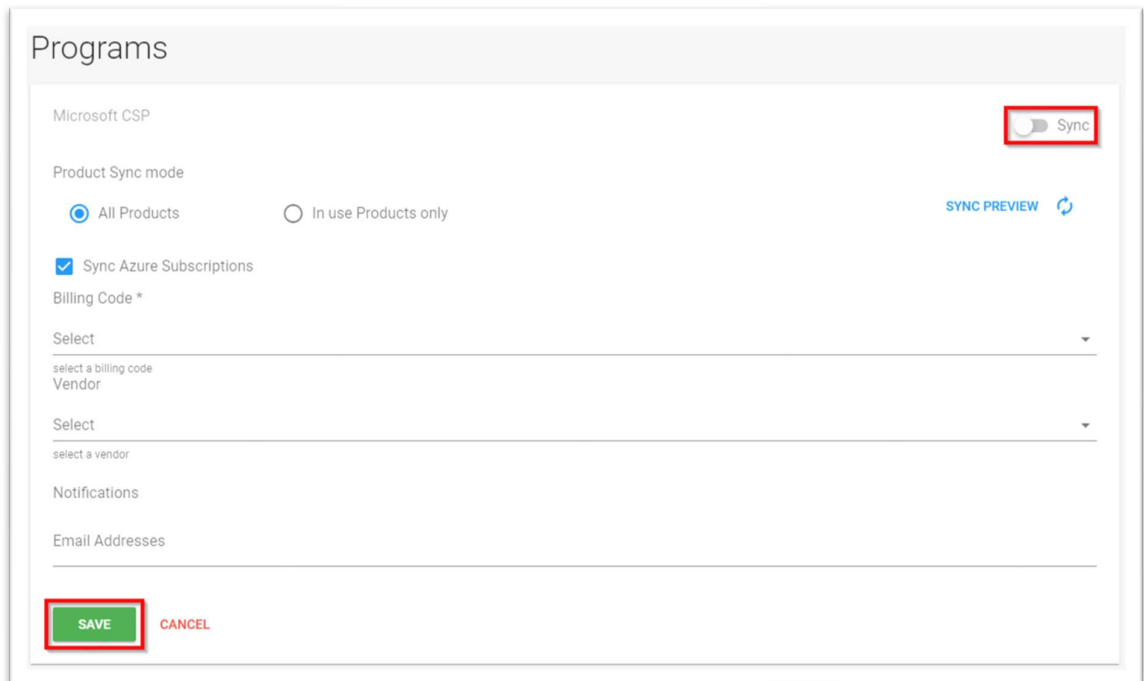 Programs
Microsoft CSP
Sync
Product Sync mode
All Products
In use Products only
SYNC PREVIEW
Sync Azure Subscriptions
Billing Code *
Select
select a billing code
Vendor
Select
select a vendor
Notifications
Email Addresses
SAVE
CANCEL